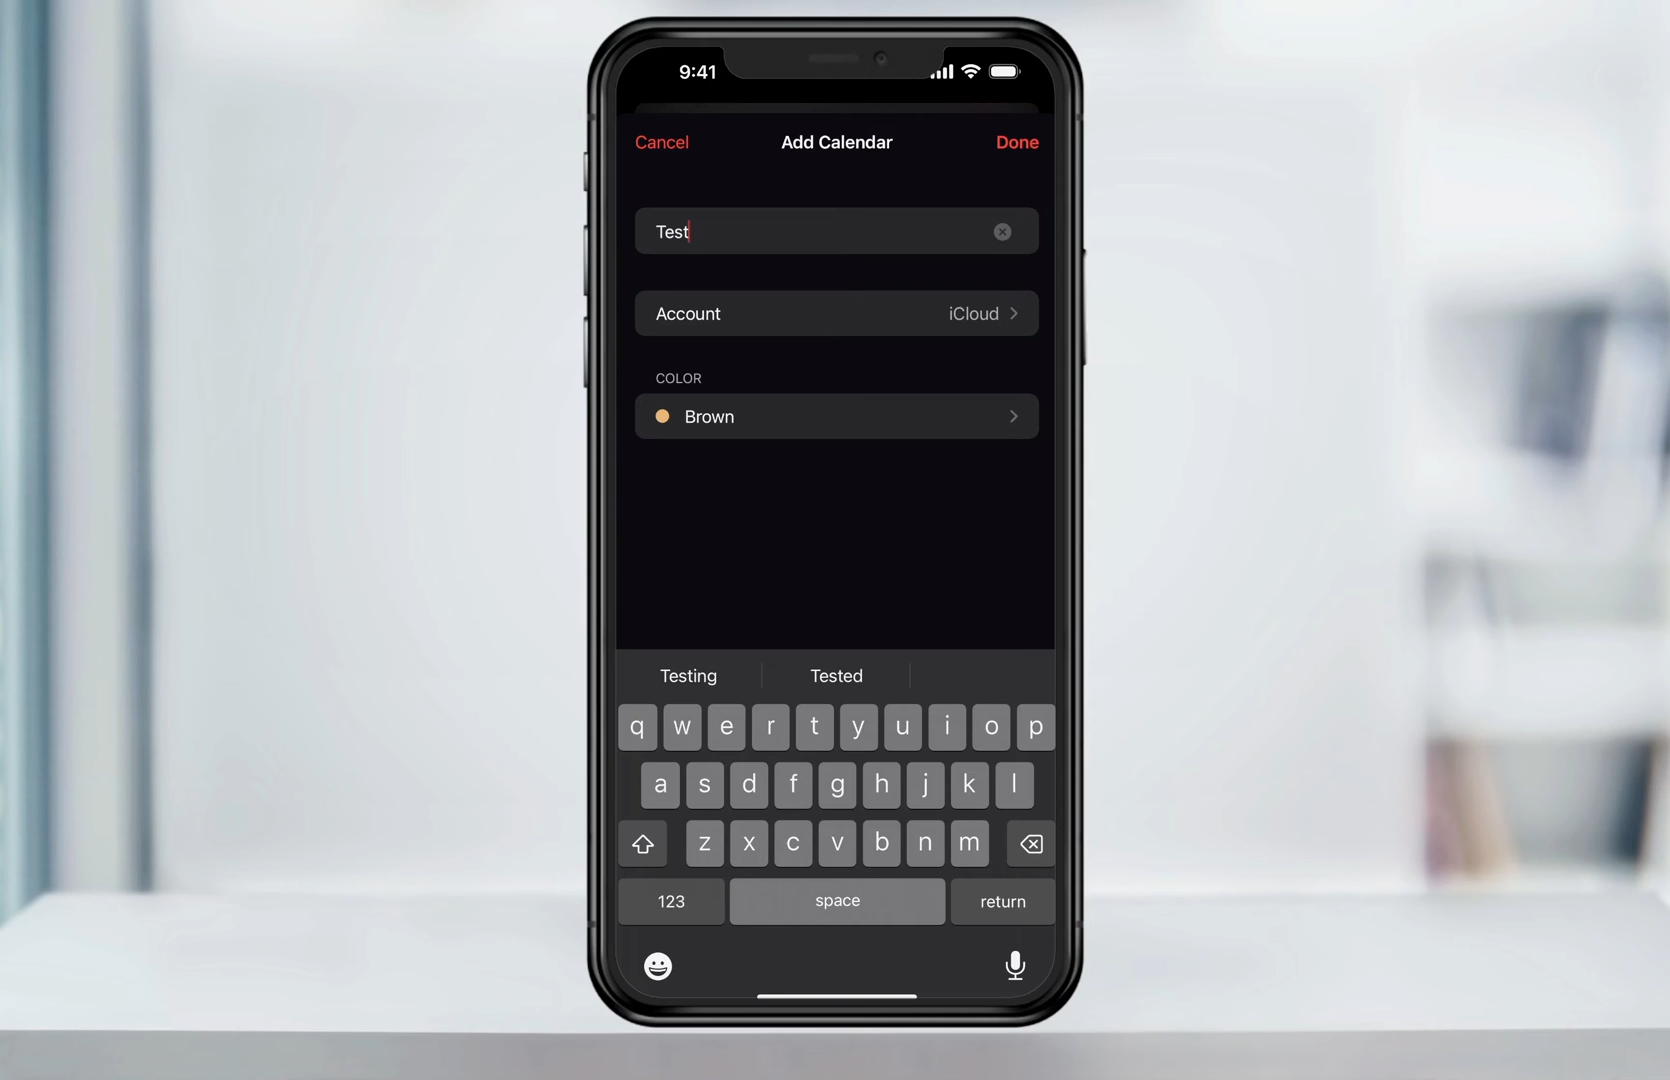 9:41
Cancel Add Calendar Done
Test
Account iCloud
COLOR
Brown
Testing Tested
q w e r t y u i o p
a s d f g h j k l
z x c v b n m
123 space return